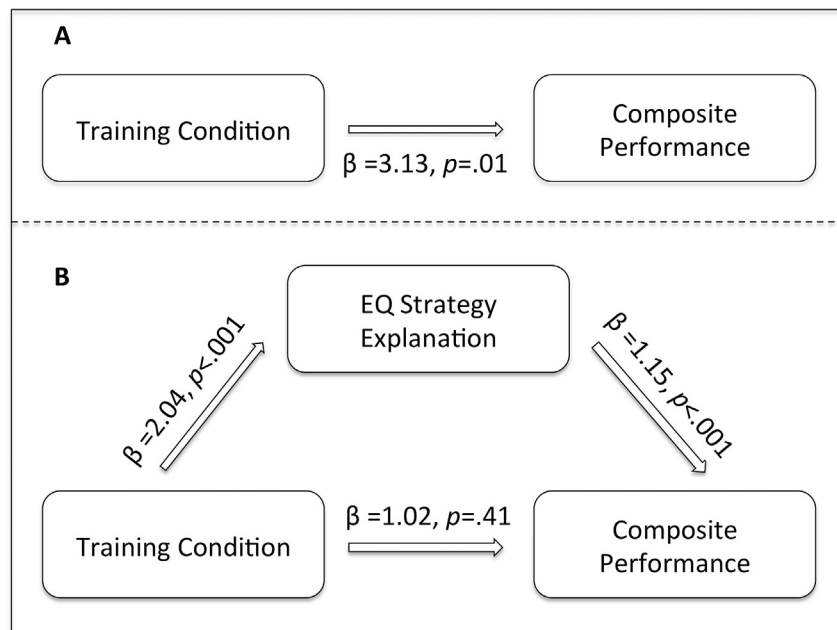 A
Training Condition
Composite
Performance
β =3.13, p=.01
B
EQ Strategy
Explanation
β =2.04, p<.001
β =1.15, p<.001
Training Condition
β =1.02, p=.41
Composite
Performance